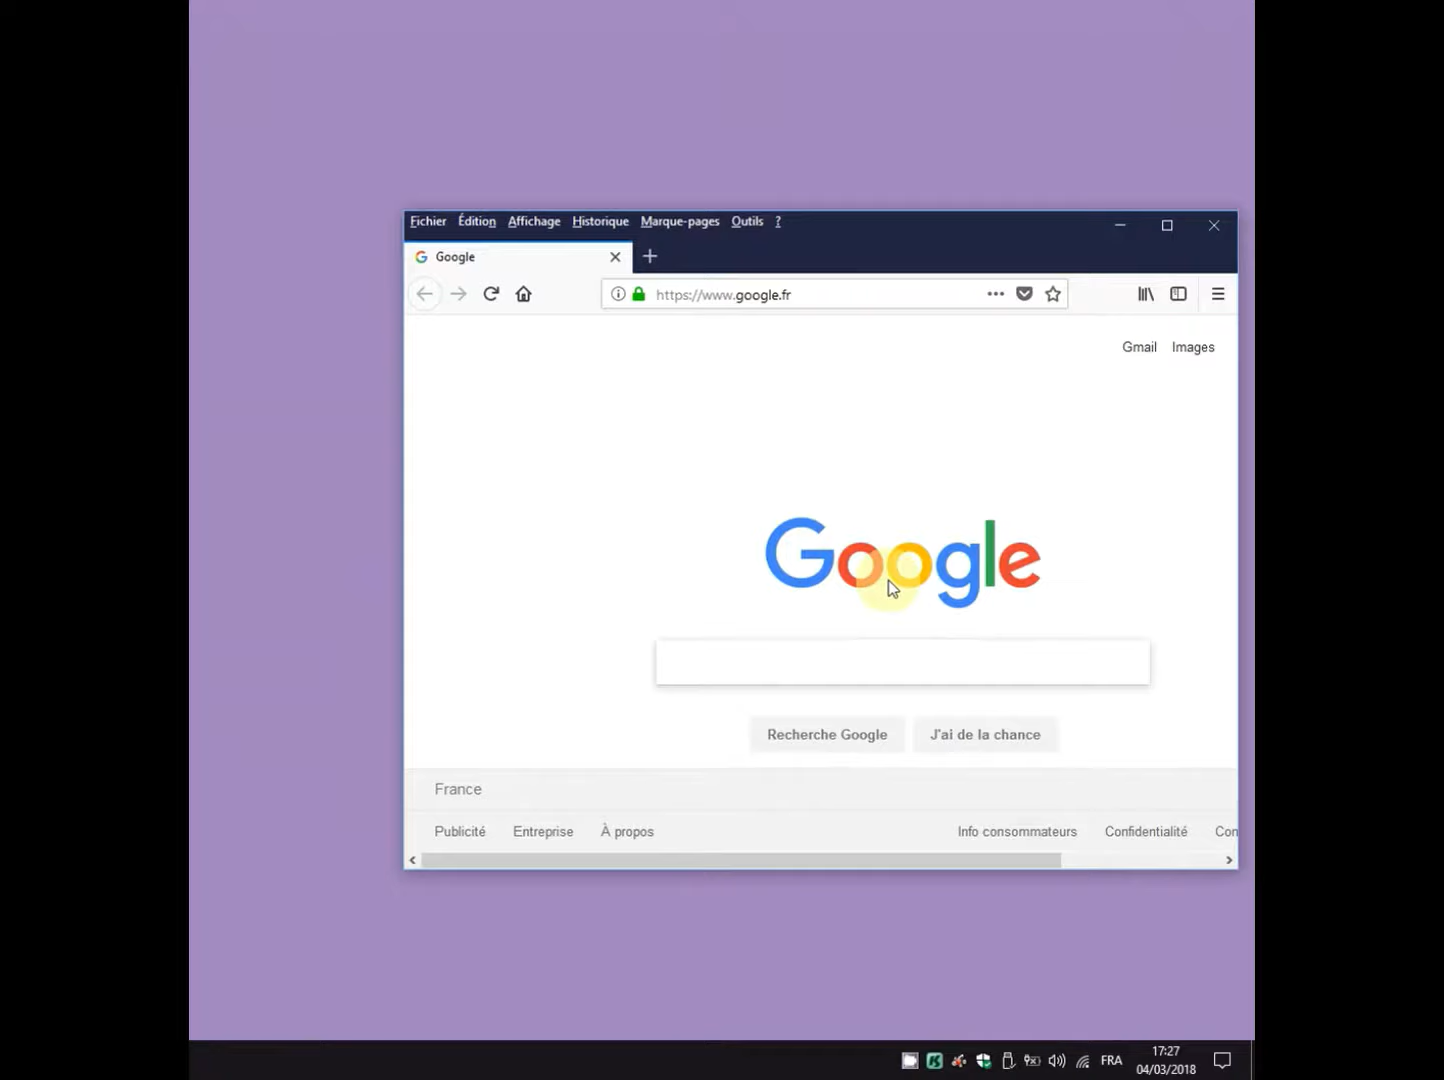 Fichier Édition Affichage Historique Marque-pages Outils ?
Google
https://www.google.fr
Gmail Images
Google
Recherche Google J'ai de la chance
France
Publicité Entreprise À propos Info consommateurs Confidentialité Con
FRA
17:27
04/03/2018